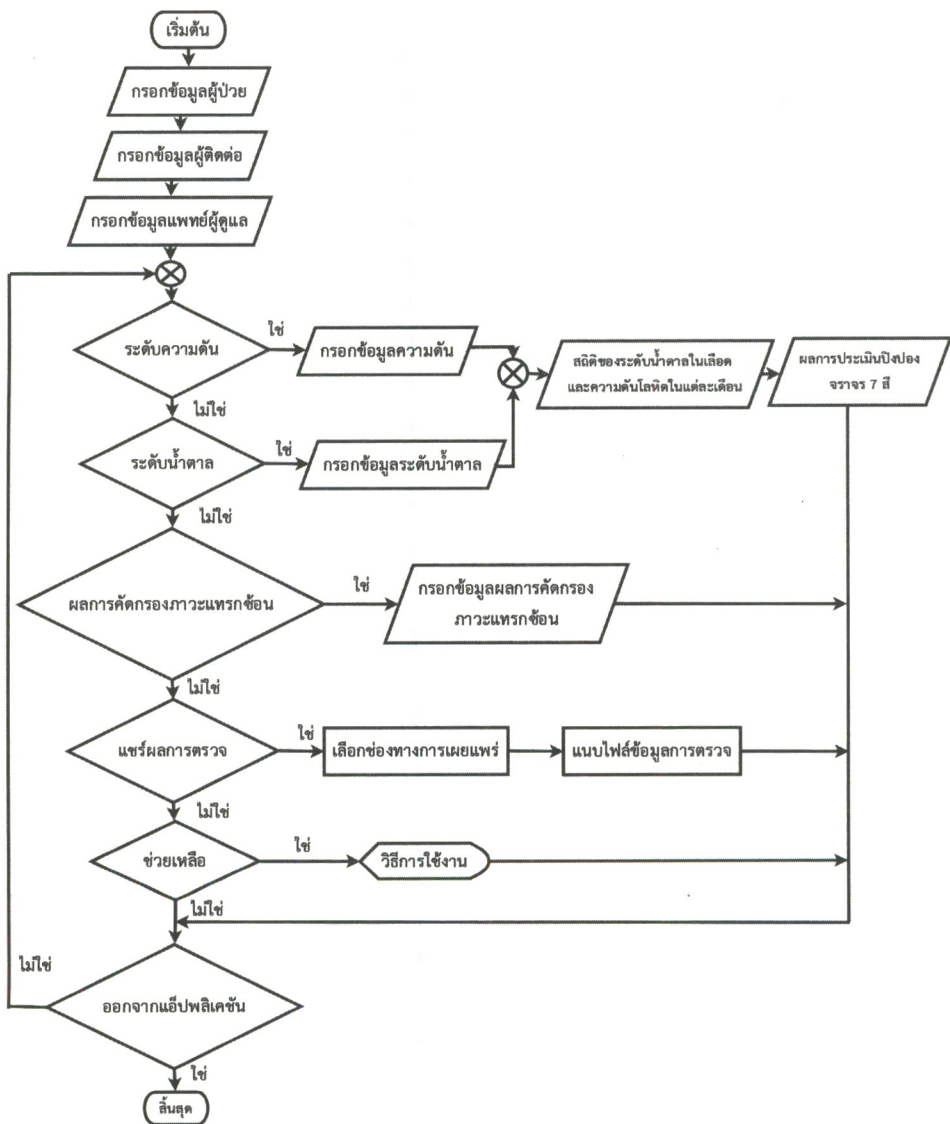 เริ่มต้น
กรอกข้อมูลผู้ป่วย
กรอกข้อมูลผู้ติดต่อ
กรอกข้อมูลแพทย์ผู้ดูแล
ระดับความดัน
ใช่
กรอกข้อมูลความดัน
สถิติของระดับน้ำตาลในเลือด
และความดันโลหิตในแต่ละเดือน
ผลการประเมินปิงปอง
จราจร 7 สี
ไม่ใช่
ระดับน้ำตาล
ใช่
กรอกข้อมูลระดับน้ำตาล
ไม่ใช่
ผลการคัดกรองภาวะแทรกซ้อน
ใช่
กรอกข้อมูลผลการคัดกรอง
ภาวะแทรกซ้อน
ไม่ใช่
แชร์ผลการตรวจ
ใช่
เลือกช่องทางการเผยแพร่
แนบไฟล์ข้อมูลการตรวจ
ไม่ใช่
ช่วยเหลือ
ใช่
วิธีการใช้งาน
ไม่ใช่
ไม่ใช่
ออกจากแอ็ปพลิเคชัน
ใช่
สิ้นสุด